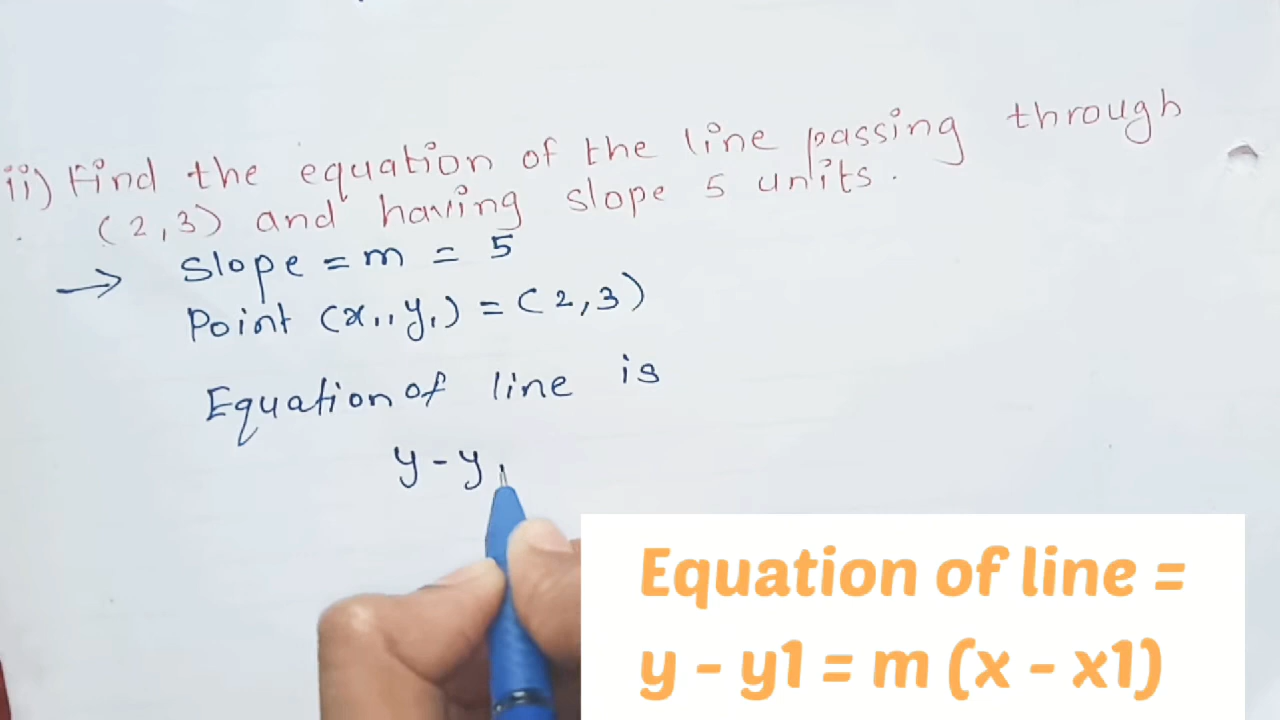 ii) Find the equation of the line passing through
(2,3) and having slope 5 units.
→ Slope = m = 5
Point (x₁,y₁) = (2,3)
Equation of line is
y-y₁
Equation of line =
y - y1 = m (x - x1)